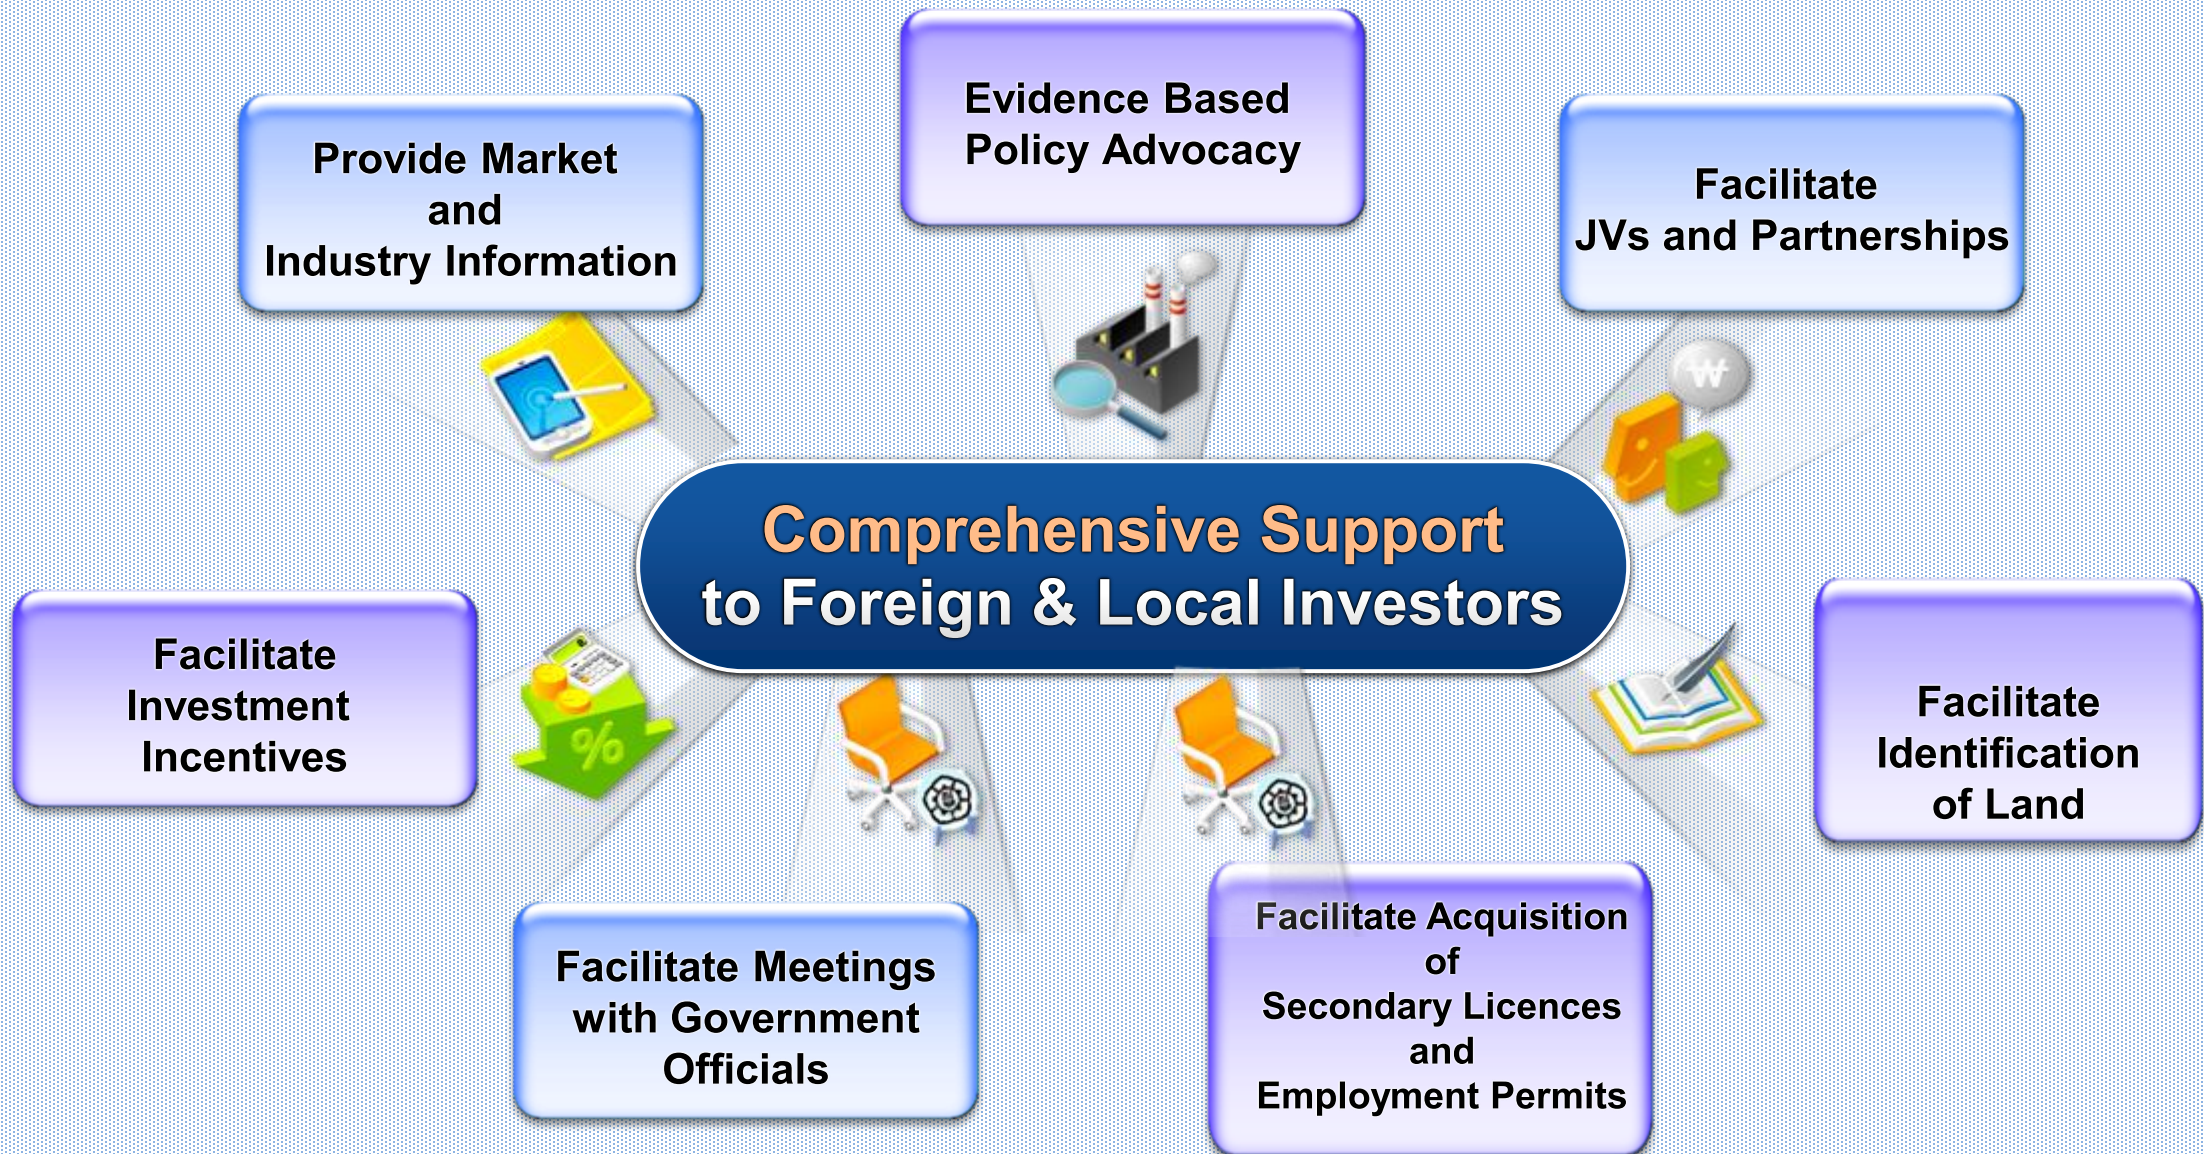 Evidence Based
Policy Advocacy
Provide Market
and
Industry Information
Facilitate
JVs and Partnerships
₩
Comprehensive Support
to Foreign & Local Investors
Facilitate
Investment
Incentives
%
Facilitate
Identification
of Land
Facilitate Meetings
with Government
Officials
Facilitate Acquisition
of
Secondary Licences
and
Employment Permits